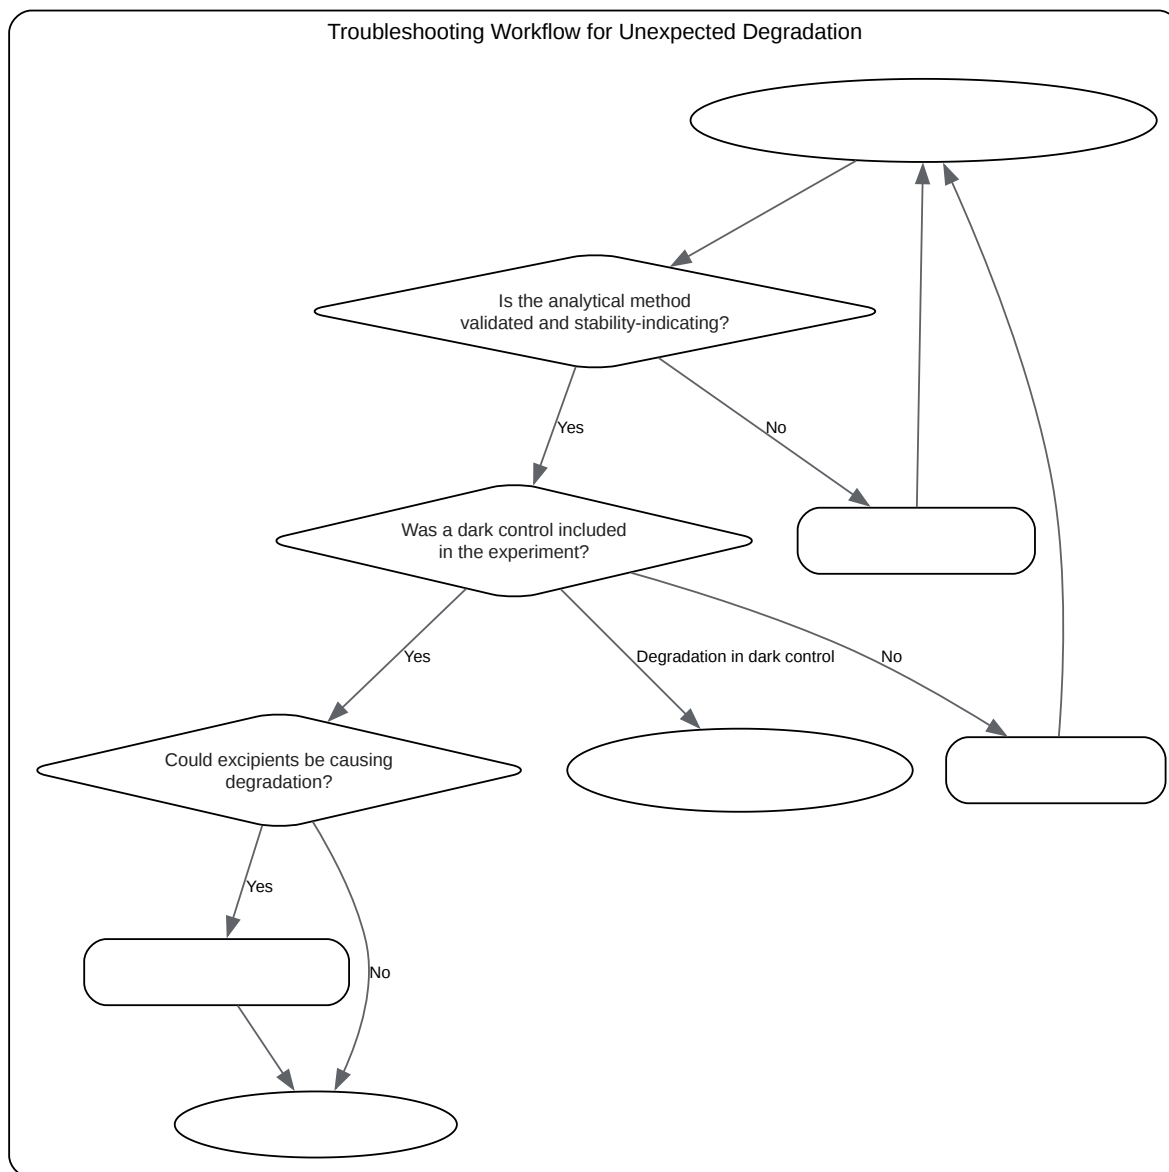 Troubleshooting Workflow for Unexpected Degradation
Is the analytical method
validated and stability-indicating?
Yes
No
Was a dark control included
in the experiment?
Yes
Degradation in dark control
No
Could excipients be causing
degradation?
Yes
No